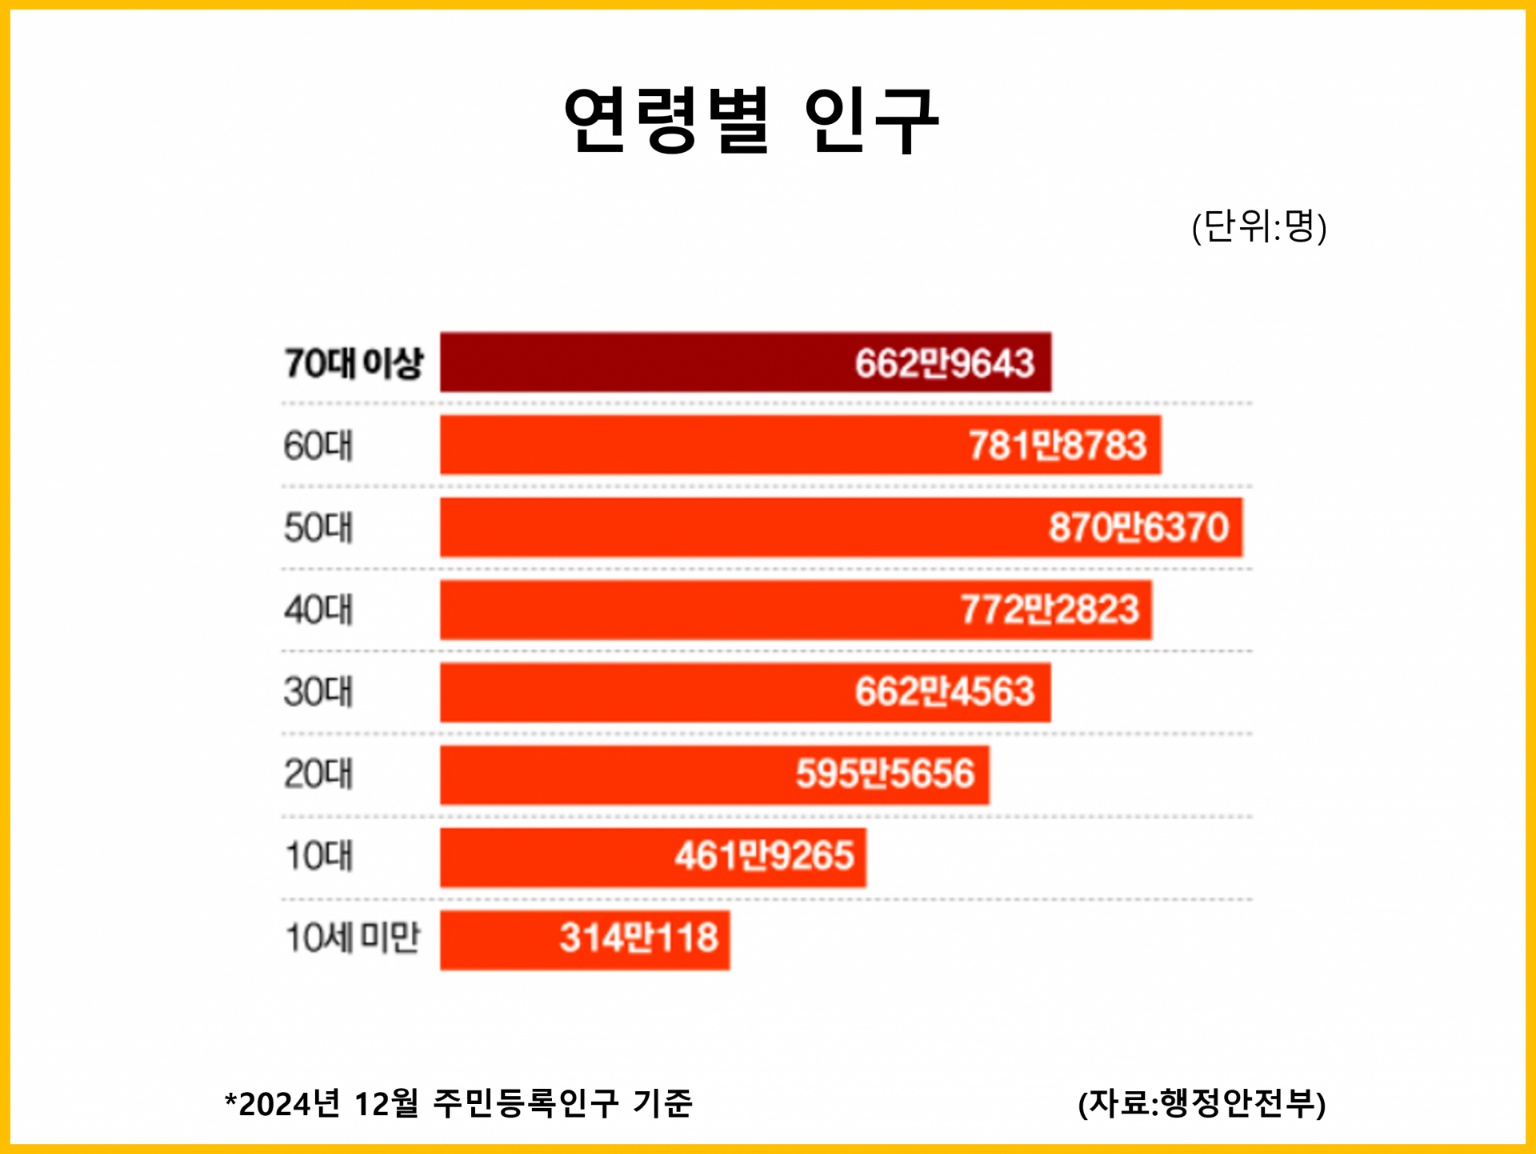 연령별 인구
(단위:명)
70대 이상 662만9643
60대 781만8783
50대 870만6370
40대 772만2823
30대 662만4563
20대 595만5656
10대 461만9265
10세 미만 314만118
*2024년 12월 주민등록인구 기준 (자료:행정안전부)